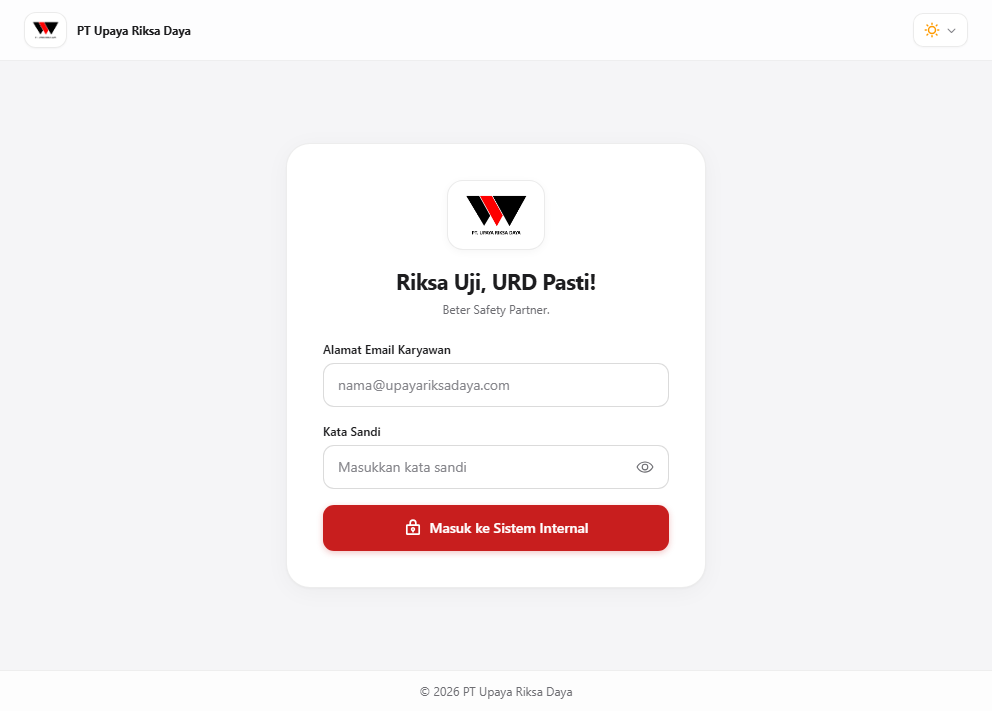 PT Upaya Riksa Daya
PT. UPAYA RIKSA DAYA
Riksa Uji, URD Pasti!
Beter Safety Partner.
Alamat Email Karyawan
nama@upayariksadaya.com
Kata Sandi
Masukkan kata sandi
Masuk ke Sistem Internal
© 2026 PT Upaya Riksa Daya